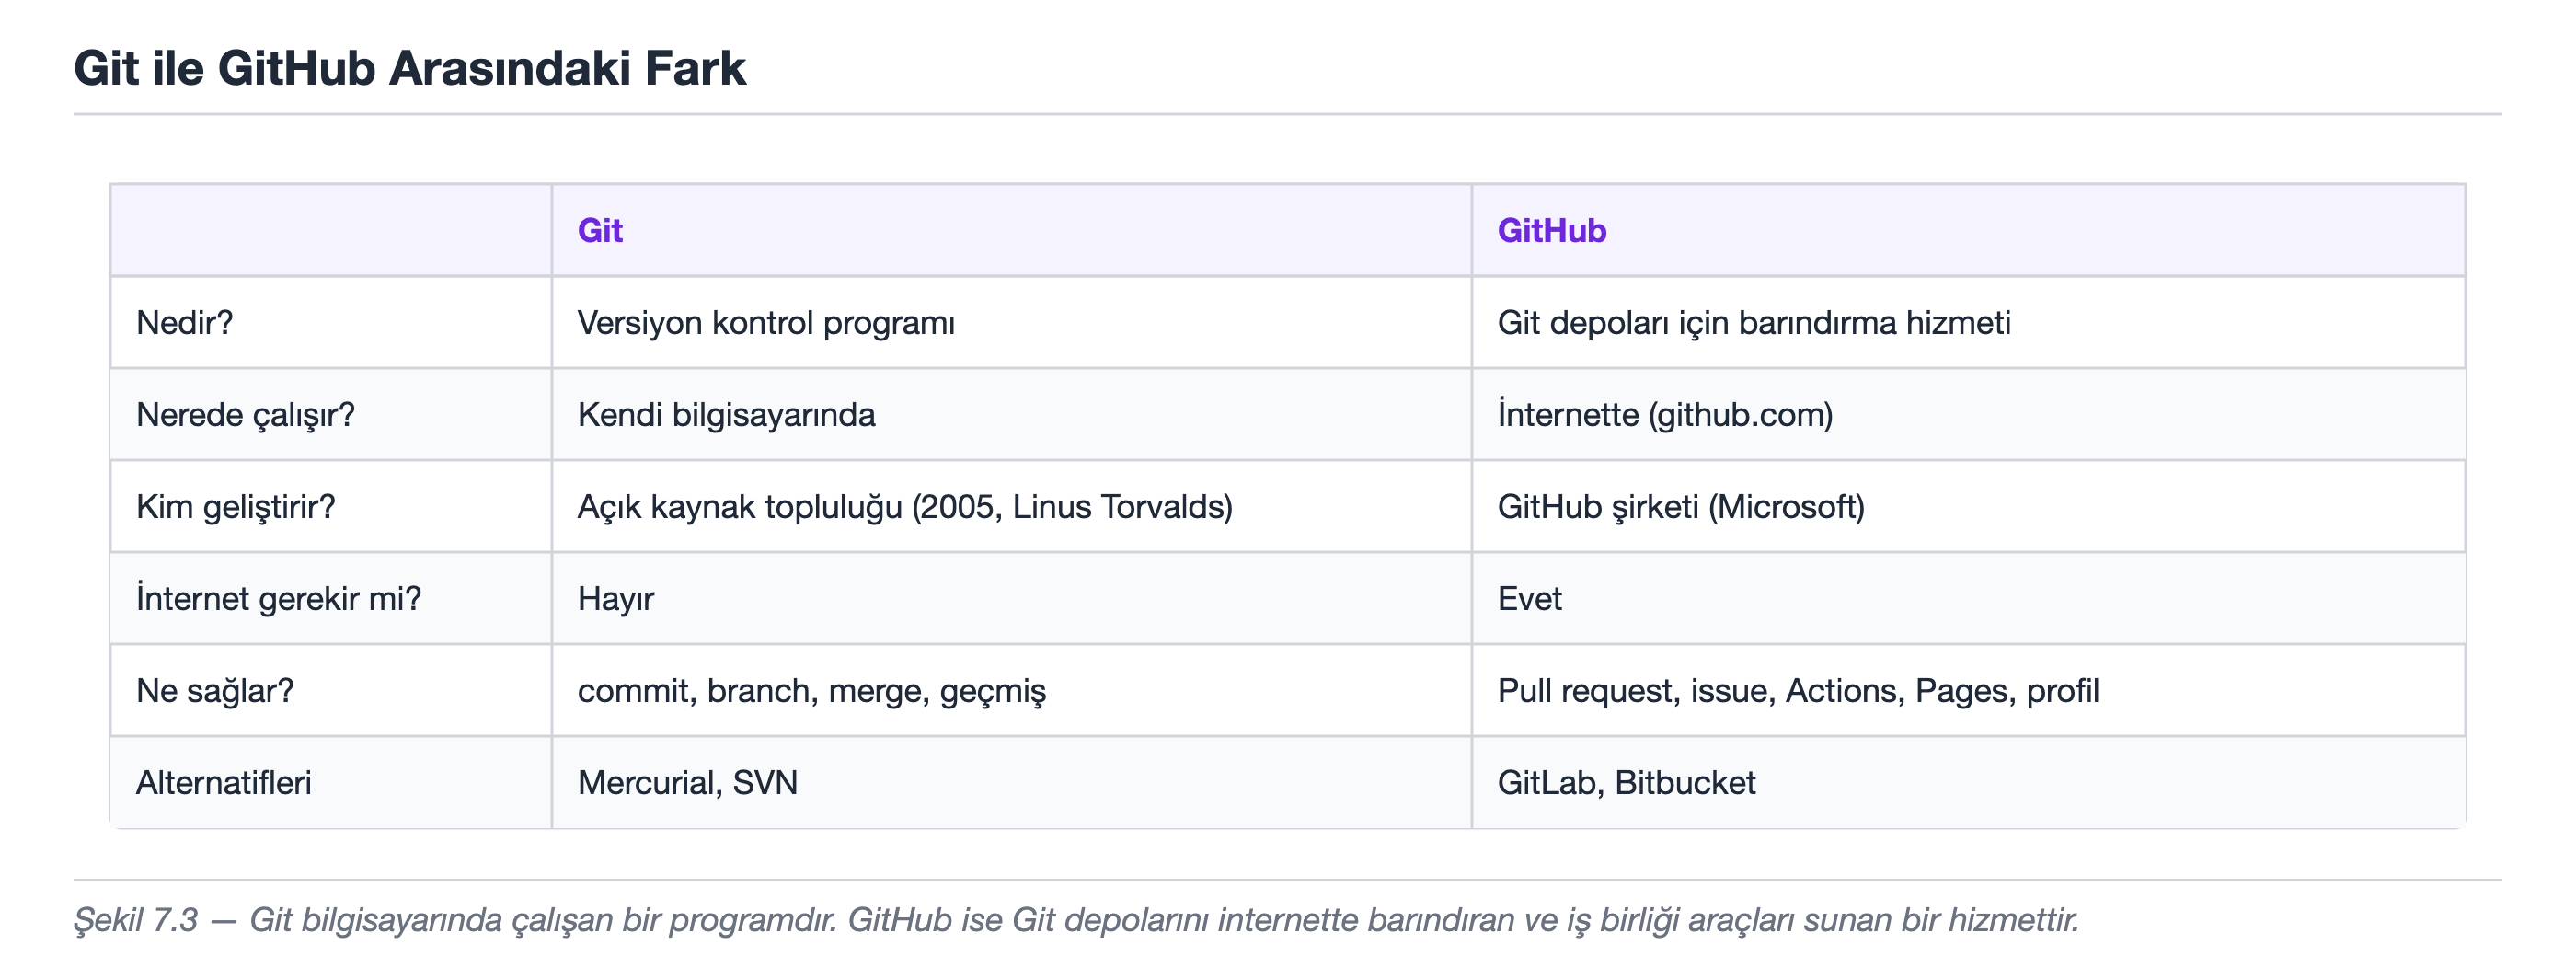 Git ile GitHub Arasındaki Fark
Git GitHub
Nedir? Versiyon kontrol programı Git depoları için barındırma hizmeti
Nerede çalışır? Kendi bilgisayarında İnternette (github.com)
Kim geliştirir? Açık kaynak topluluğu (2005, Linus Torvalds) GitHub şirketi (Microsoft)
İnternet gerekir mi? Hayır Evet
Ne sağlar? commit, branch, merge, geçmiş Pull request, issue, Actions, Pages, profil
Alternatifleri Mercurial, SVN GitLab, Bitbucket
Şekil 7.3 — Git bilgisayarında çalışan bir programdır. GitHub ise Git depolarını internette barındıran ve iş birliği araçları sunan bir hizmettir.